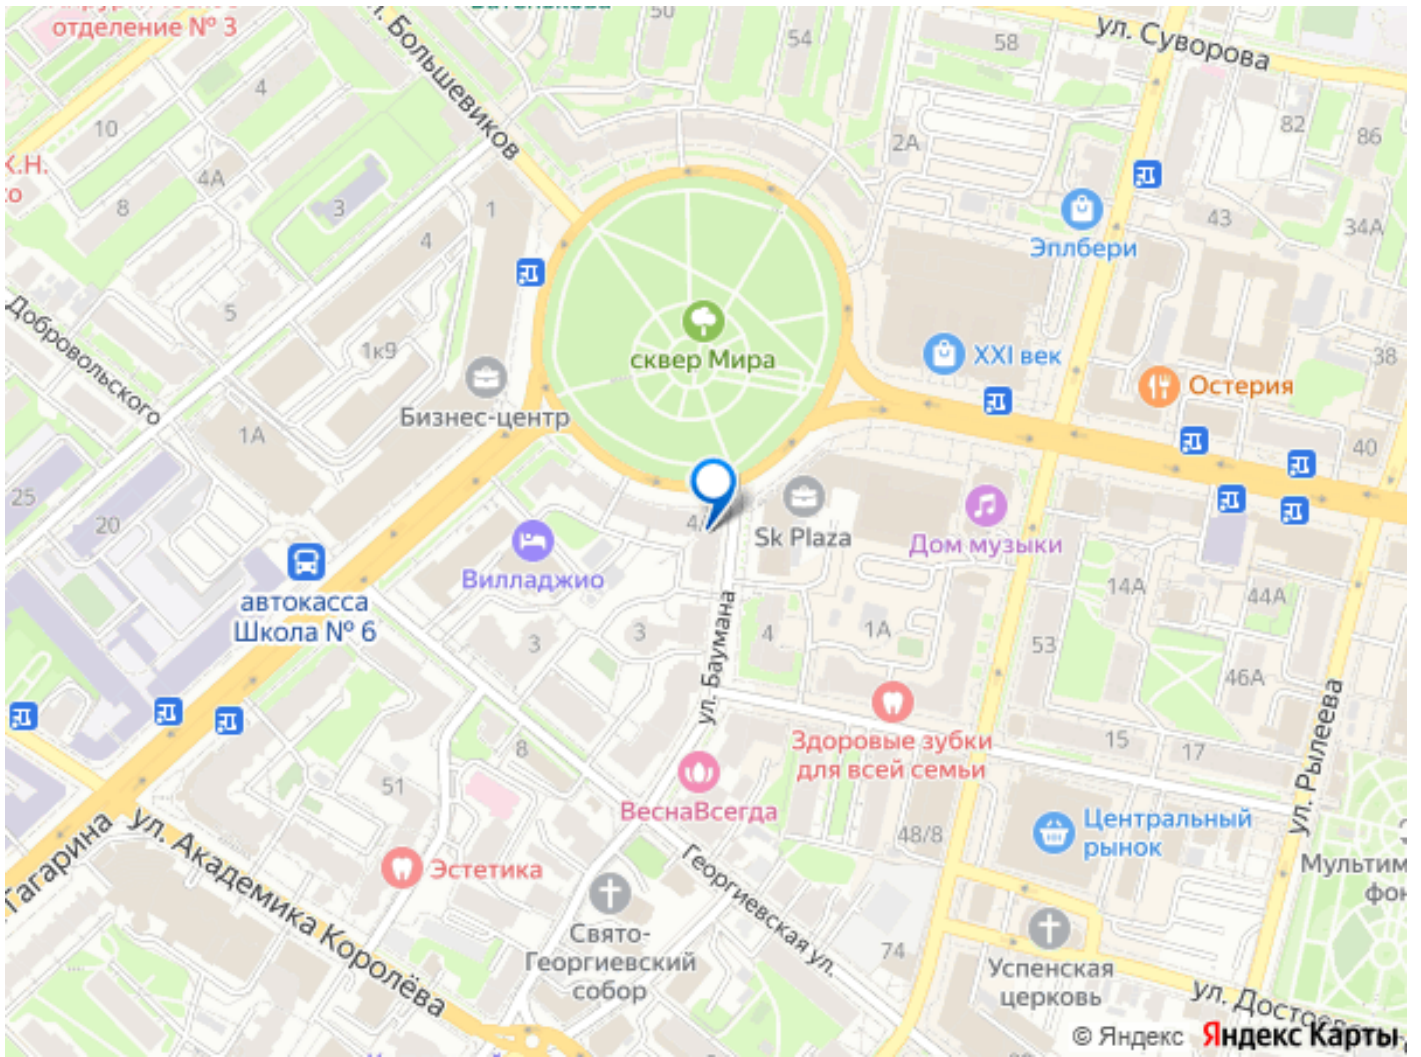 отделение № 3
ул. Большевиков
50
54
58
ул. Суворова
4
10
82
86
2А
4А
8
3
1
4
43
34А
Эплбери
Добровольского
5
1к9
сквер Мира
XXI век
38
Остерия
Бизнес-центр
1А
40
25
20
4/
Sk Plaza
Дом музыки
Вилладжио
автокасса
Школа № 6
14А
44А
3
3
4
1А
53
46А
ул. Баумана
8
Здоровые зубки
для всей семьи
15
17
ул. Рылеева
51
ВеснаВсегда
48/8
Центральный
рынок
Гагарина
ул. Академика Королёва
Эстетика
Георгиевская ул.
Мультим
фон
Свято-
Георгиевский
собор
74
Успенская
церковь
ул. Достоев
© Яндекс Яндекс Карты